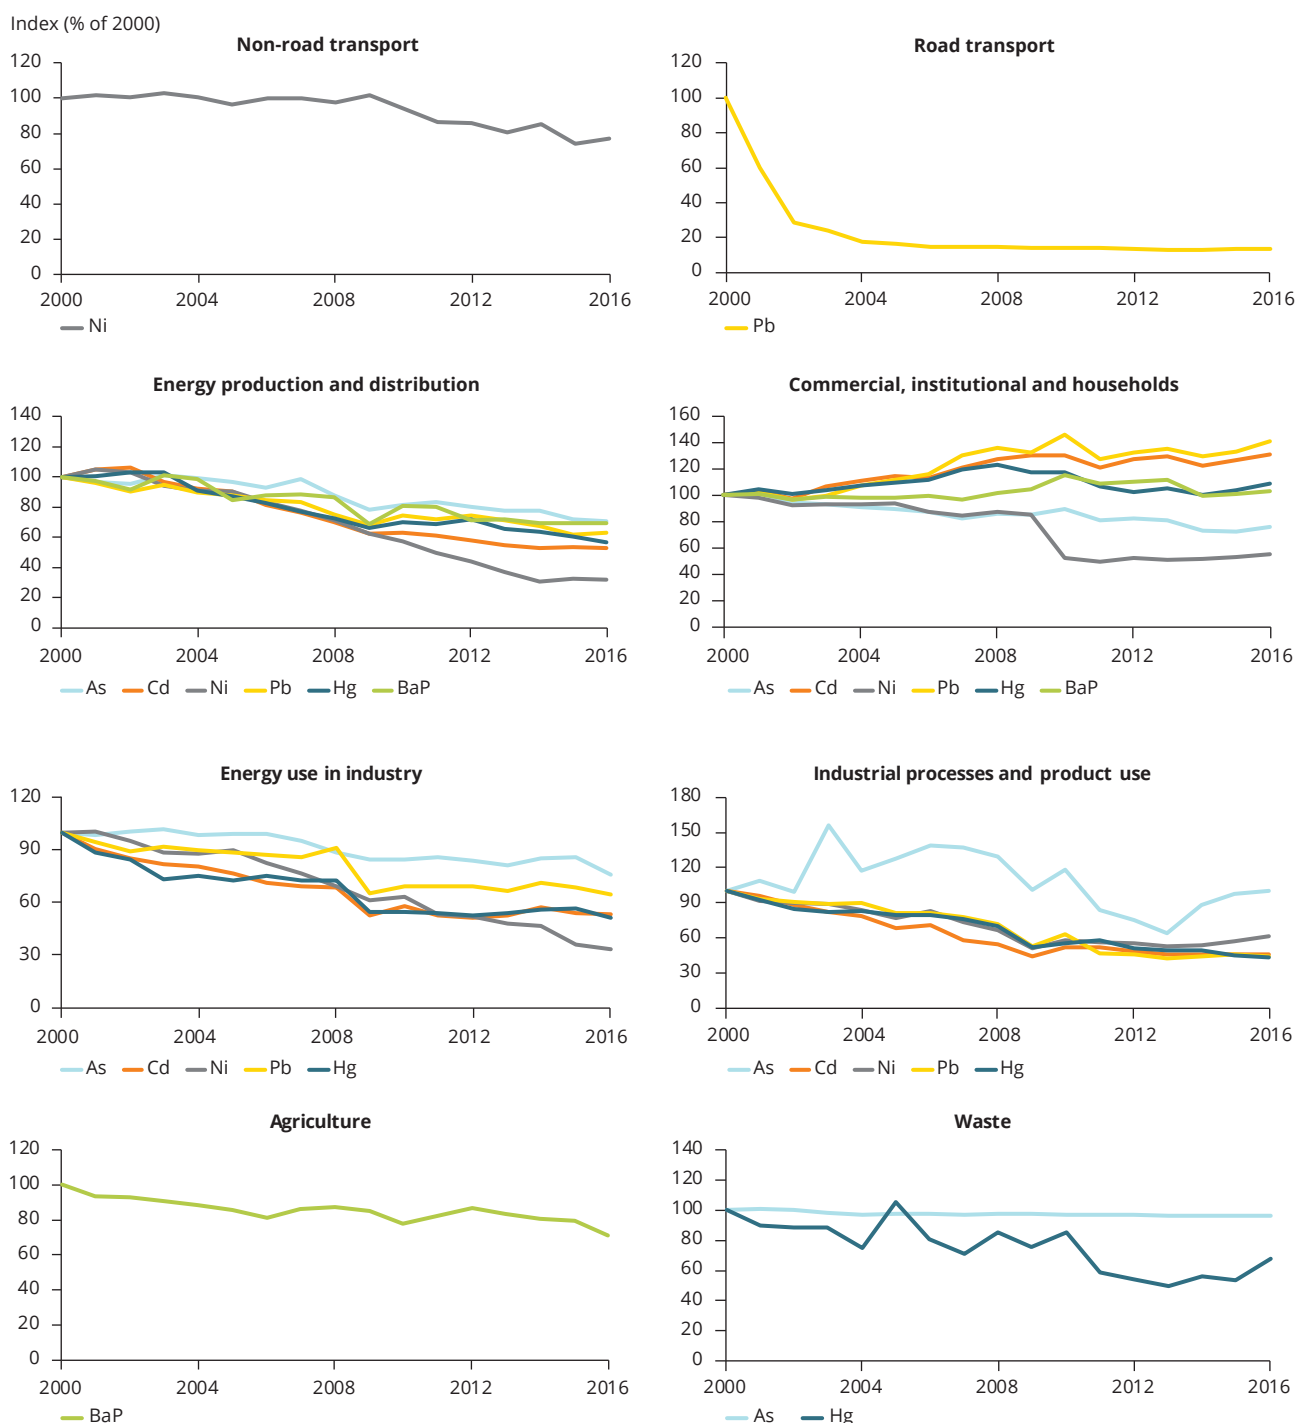 Index (% of 2000)
Non-road transport
120
100
80
60
40
20
0
2000 2004 2008 2012 2016
Ni
Road transport
120
100
80
60
40
20
0
2000 2004 2008 2012 2016
Pb
Energy production and distribution
140
120
100
80
60
40
20
0
2000 2004 2008 2012 2016
As Cd Ni Pb Hg BaP
Commercial, institutional and households
160
140
120
100
80
60
40
20
0
2000 2004 2008 2012 2016
As Cd Ni Pb Hg BaP
Energy use in industry
120
90
60
30
0
2000 2004 2008 2012 2016
As Cd Ni Pb Hg
Industrial processes and product use
180
150
120
90
60
30
0
2000 2004 2008 2012 2016
As Cd Ni Pb Hg
Agriculture
120
100
80
60
40
20
0
2000 2004 2008 2012 2016
BaP
Waste
140
120
100
80
60
40
20
0
2000 2004 2008 2012 2016
As Hg